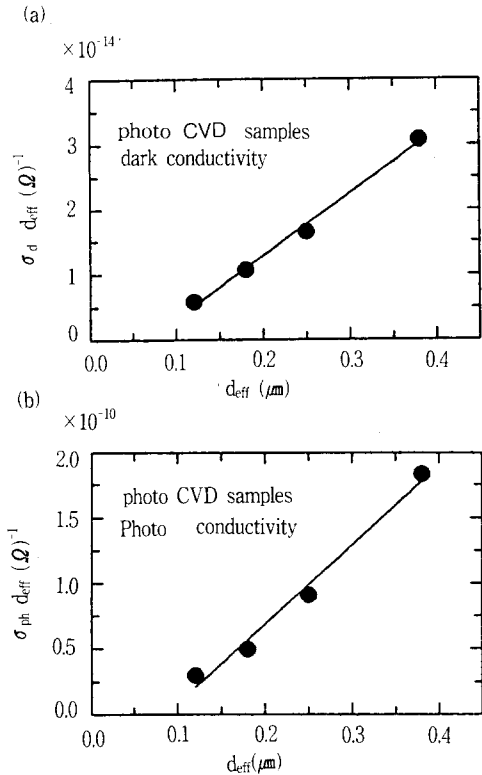 (a)
×10⁻¹⁴
4
3
2
1
0
photo CVD samples
dark conductivity
σd deff (Ω)⁻¹
0.0 0.1 0.2 0.3 0.4
deff (μm)
(b)
×10⁻¹⁰
2.0
1.5
1.0
0.5
0.0
photo CVD samples
Photo conductivity
σph deff (Ω)⁻¹
0.0 0.1 0.2 0.3 0.4
deff(μm)